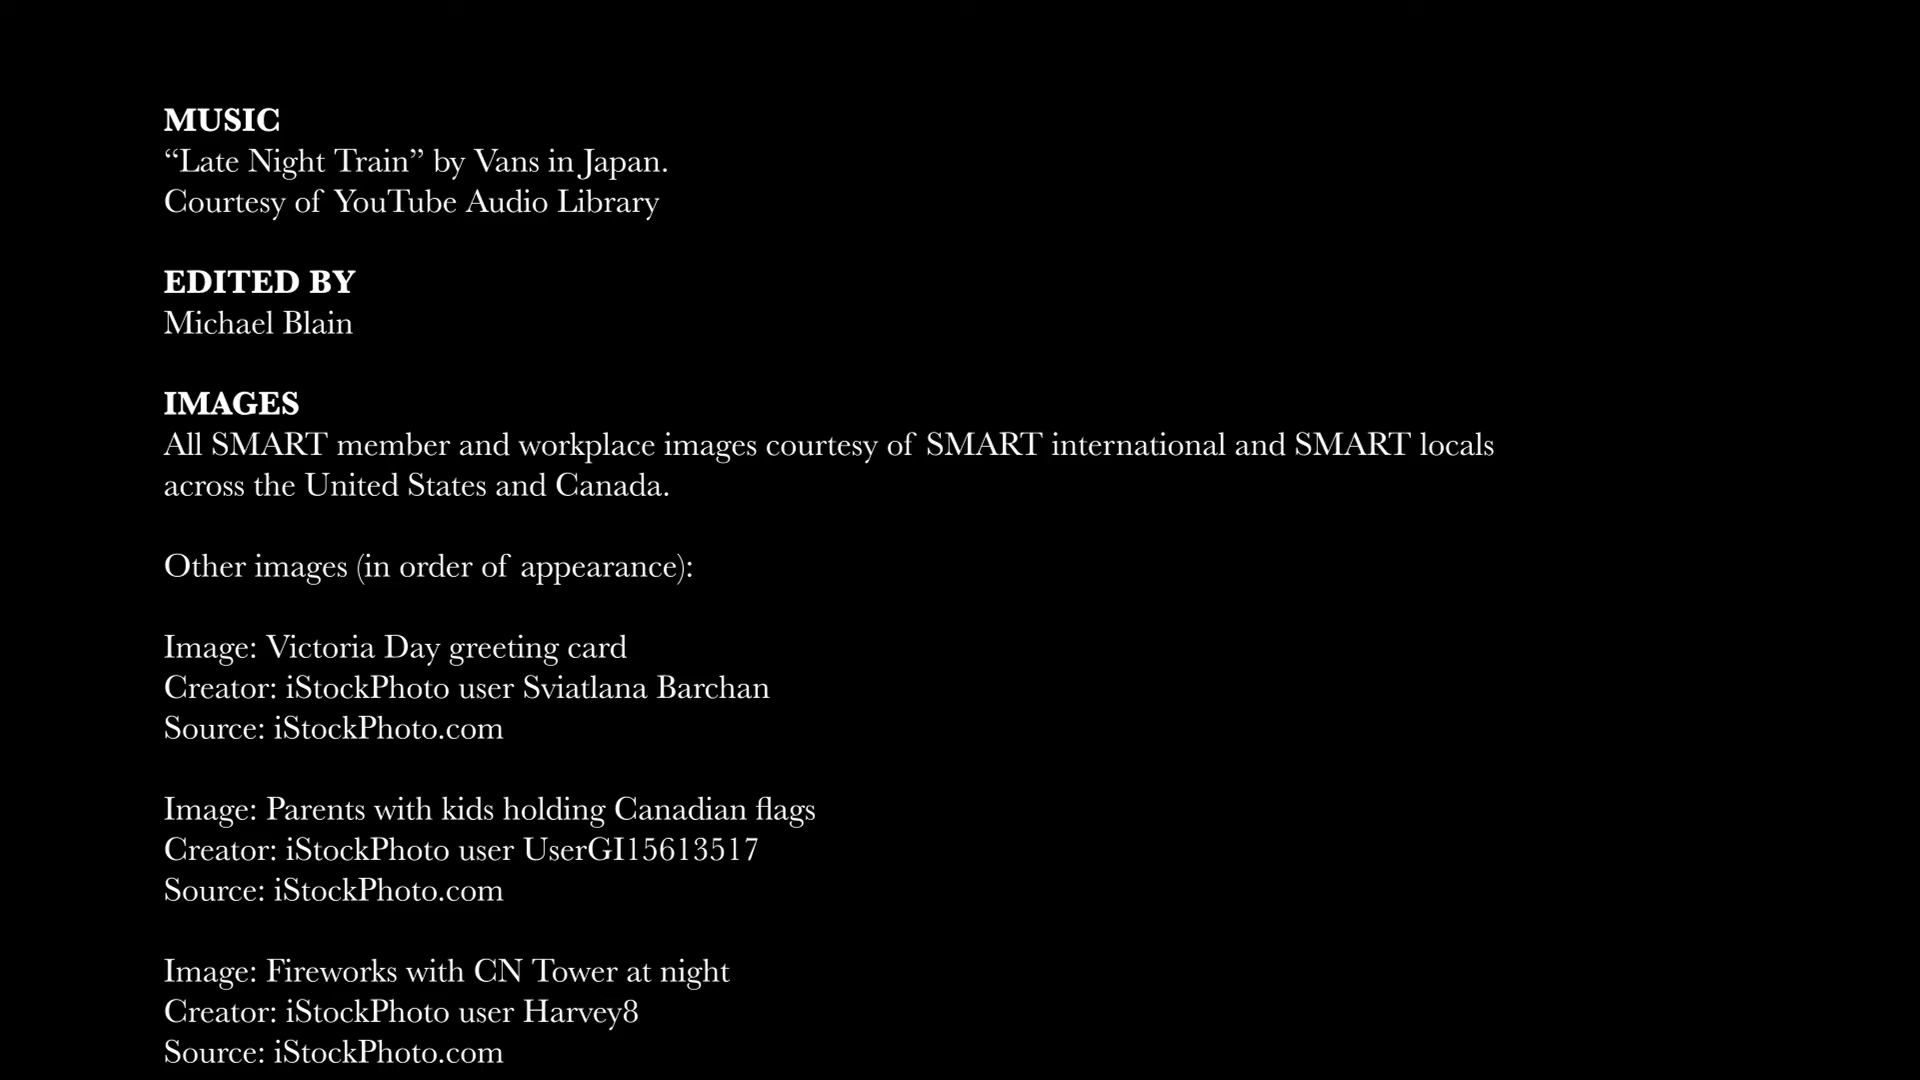 MUSIC
“Late Night Train” by Vans in Japan.
Courtesy of YouTube Audio Library
EDITED BY
Michael Blain
IMAGES
All SMART member and workplace images courtesy of SMART international and SMART locals
across the United States and Canada.
Other images (in order of appearance):
Image: Victoria Day greeting card
Creator: iStockPhoto user Sviatlana Barchan
Source: iStockPhoto.com
Image: Parents with kids holding Canadian flags
Creator: iStockPhoto user UserGI15613517
Source: iStockPhoto.com
Image: Fireworks with CN Tower at night
Creator: iStockPhoto user Harvey8
Source: iStockPhoto.com